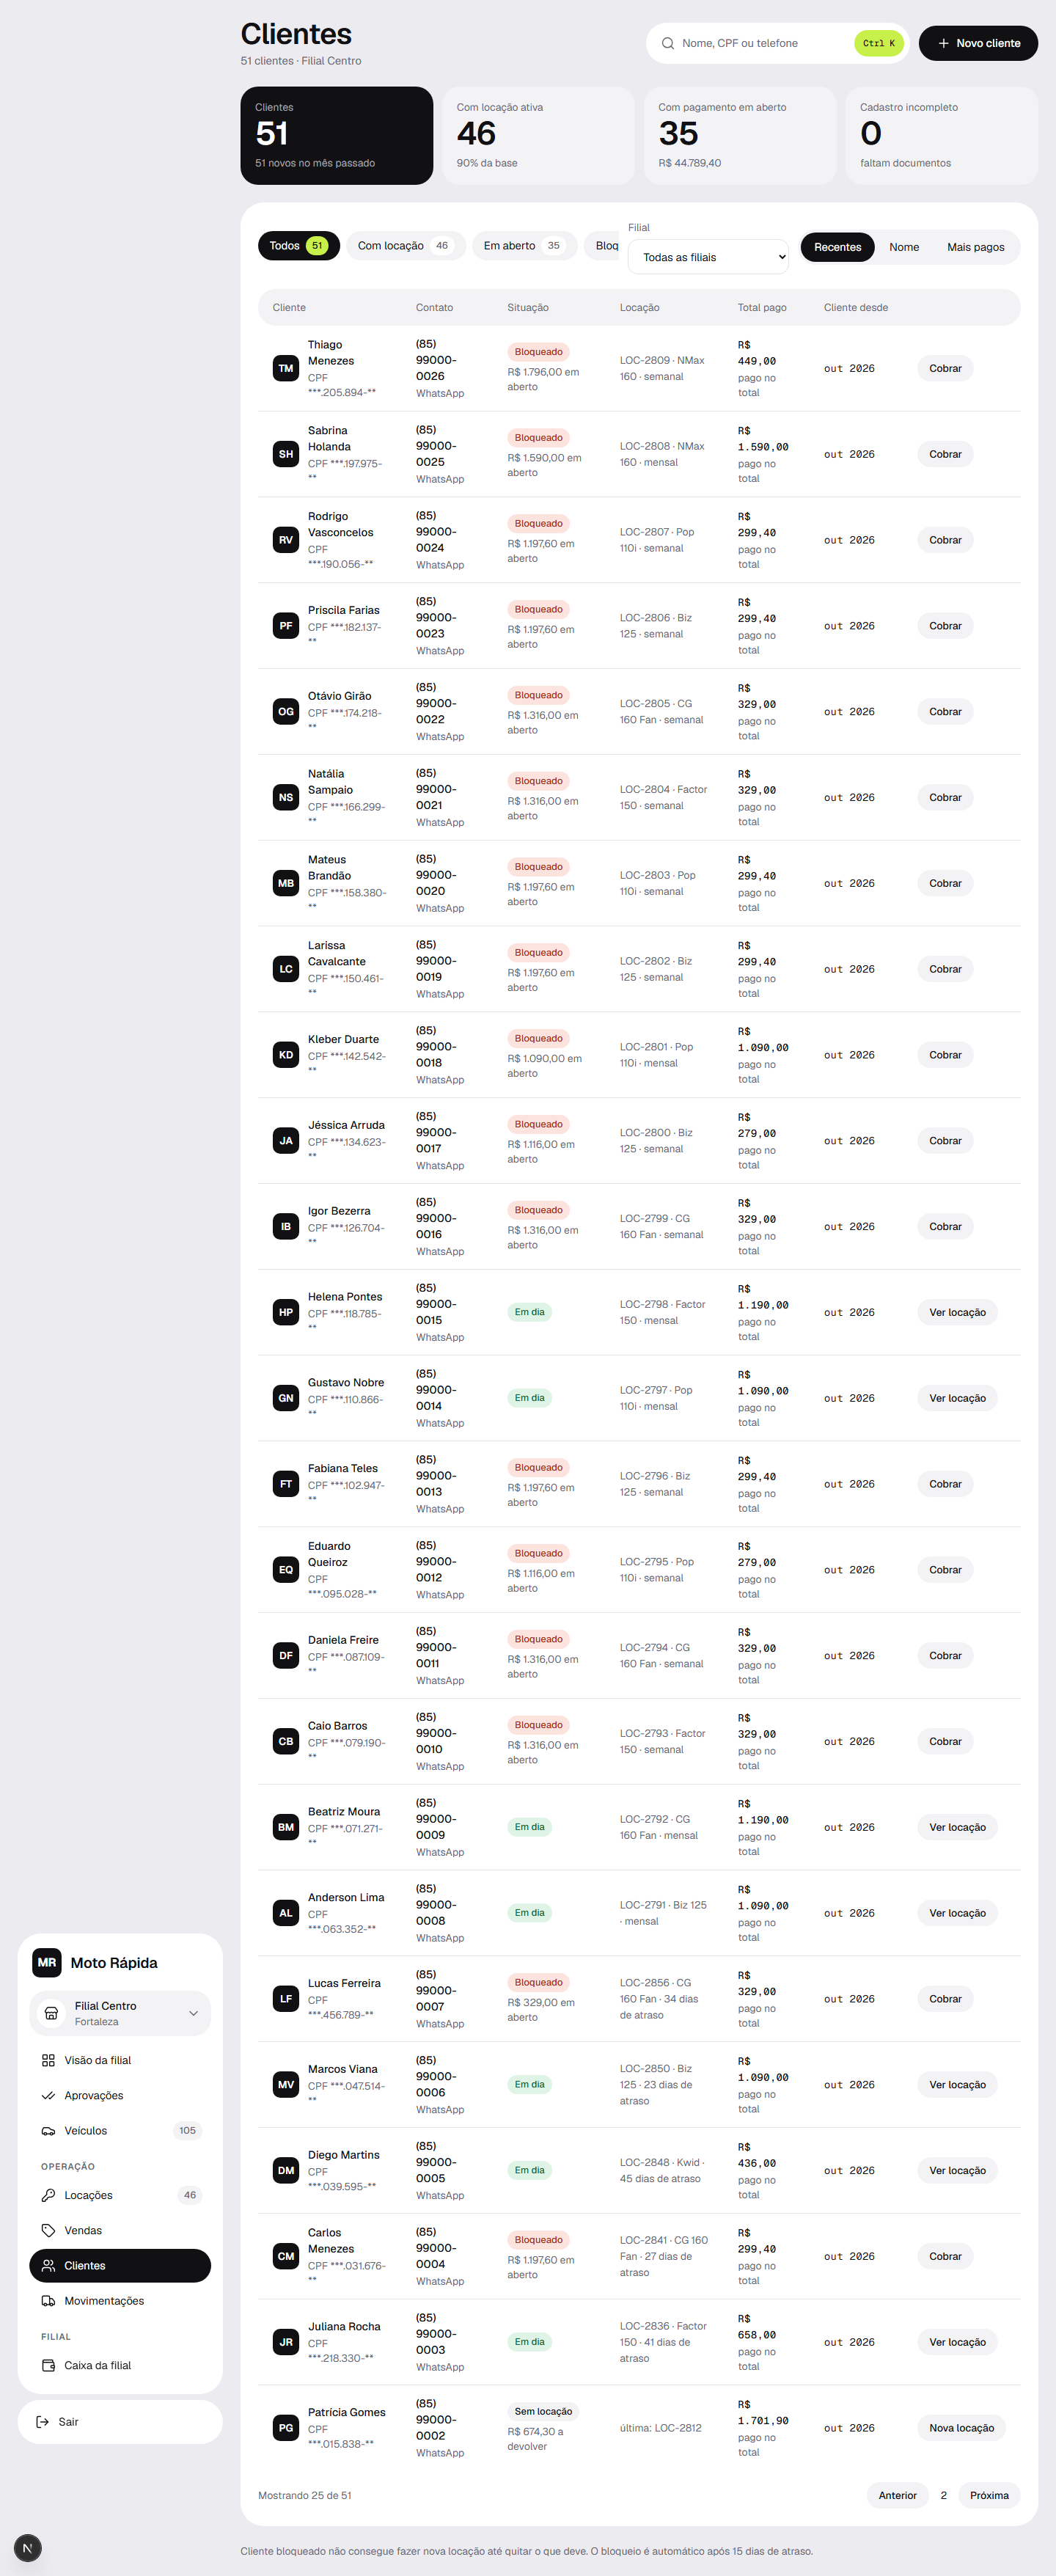 Clientes
51 clientes · Filial Centro
Nome, CPF ou telefone
Ctrl K
Novo cliente
Clientes
51
51 novos no mês passado
Com locação ativa
46
90% da base
Com pagamento em aberto
35
R$ 44.789,40
Cadastro incompleto
0
faltam documentos
Todos 51
Com locação 46
Em aberto 35
Bloq
Filial
Todas as filiais
Recentes
Nome
Mais pagos
Cliente Contato Situação Locação Total pago Cliente desde
TM
Thiago
Menezes
CPF
***.205.894-**
(85)
99000-
0026
WhatsApp
Bloqueado
R$ 1.796,00 em
aberto
LOC-2809 · NMax
160 · semanal
R$
449,00
pago no
total
out 2026
Cobrar
SH
Sabrina
Holanda
CPF ***.197.975-
**
(85)
99000-
0025
WhatsApp
Bloqueado
R$ 1.590,00 em
aberto
LOC-2808 · NMax
160 · mensal
R$
1.590,00
pago no
total
out 2026
Cobrar
RV
Rodrigo
Vasconcelos
CPF
***.190.056-**
(85)
99000-
0024
WhatsApp
Bloqueado
R$ 1.197,60 em
aberto
LOC-2807 · Pop
110i · semanal
R$
299,40
pago no
total
out 2026
Cobrar
PF
Priscila Farias
CPF ***.182.137-
**
(85)
99000-
0023
WhatsApp
Bloqueado
R$ 1.197,60 em
aberto
LOC-2806 · Biz
125 · semanal
R$
299,40
pago no
total
out 2026
Cobrar
OG
Otávio Girão
CPF ***.174.218-
**
(85)
99000-
0022
WhatsApp
Bloqueado
R$ 1.316,00 em
aberto
LOC-2805 · CG
160 Fan · semanal
R$
329,00
pago no
total
out 2026
Cobrar
NS
Natália
Sampaio
CPF ***.166.299-
**
(85)
99000-
0021
WhatsApp
Bloqueado
R$ 1.316,00 em
aberto
LOC-2804 · Factor
150 · semanal
R$
329,00
pago no
total
out 2026
Cobrar
MB
Mateus
Brandão
CPF ***.158.380-
**
(85)
99000-
0020
WhatsApp
Bloqueado
R$ 1.197,60 em
aberto
LOC-2803 · Pop
110i · semanal
R$
299,40
pago no
total
out 2026
Cobrar
LC
Larissa
Cavalcante
CPF ***.150.461-
**
(85)
99000-
0019
WhatsApp
Bloqueado
R$ 1.197,60 em
aberto
LOC-2802 · Biz
125 · semanal
R$
299,40
pago no
total
out 2026
Cobrar
KD
Kleber Duarte
CPF ***.142.542-
**
(85)
99000-
0018
WhatsApp
Bloqueado
R$ 1.090,00 em
aberto
LOC-2801 · Pop
110i · mensal
R$
1.090,00
pago no
total
out 2026
Cobrar
JA
Jéssica Arruda
CPF ***.134.623-
**
(85)
99000-
0017
WhatsApp
Bloqueado
R$ 1.116,00 em
aberto
LOC-2800 · Biz
125 · semanal
R$
279,00
pago no
total
out 2026
Cobrar
IB
Igor Bezerra
CPF ***.126.704-
**
(85)
99000-
0016
WhatsApp
Bloqueado
R$ 1.316,00 em
aberto
LOC-2799 · CG
160 Fan · semanal
R$
329,00
pago no
total
out 2026
Cobrar
HP
Helena Pontes
CPF ***.118.785-
**
(85)
99000-
0015
WhatsApp
Em dia
LOC-2798 · Factor
150 · mensal
R$
1.190,00
pago no
total
out 2026
Ver locação
GN
Gustavo Nobre
CPF ***.110.866-
**
(85)
99000-
0014
WhatsApp
Em dia
LOC-2797 · Pop
110i · mensal
R$
1.090,00
pago no
total
out 2026
Ver locação
FT
Fabiana Teles
CPF ***.102.947-
**
(85)
99000-
0013
WhatsApp
Bloqueado
R$ 1.197,60 em
aberto
LOC-2796 · Biz
125 · semanal
R$
299,40
pago no
total
out 2026
Cobrar
EQ
Eduardo
Queiroz
CPF
***.095.028-**
(85)
99000-
0012
WhatsApp
Bloqueado
R$ 1.116,00 em
aberto
LOC-2795 · Pop
110i · semanal
R$
279,00
pago no
total
out 2026
Cobrar
DF
Daniela Freire
CPF ***.087.109-
**
(85)
99000-
0011
WhatsApp
Bloqueado
R$ 1.316,00 em
aberto
LOC-2794 · CG
160 Fan · semanal
R$
329,00
pago no
total
out 2026
Cobrar
CB
Caio Barros
CPF ***.079.190-
**
(85)
99000-
0010
WhatsApp
Bloqueado
R$ 1.316,00 em
aberto
LOC-2793 · Factor
150 · semanal
R$
329,00
pago no
total
out 2026
Cobrar
BM
Beatriz Moura
CPF ***.071.271-
**
(85)
99000-
0009
WhatsApp
Em dia
LOC-2792 · CG
160 Fan · mensal
R$
1.190,00
pago no
total
out 2026
Ver locação
AL
Anderson Lima
CPF
***.063.352-**
(85)
99000-
0008
WhatsApp
Em dia
LOC-2791 · Biz 125
· mensal
R$
1.090,00
pago no
total
out 2026
Ver locação
LF
Lucas Ferreira
CPF
***.456.789-**
(85)
99000-
0007
WhatsApp
Bloqueado
R$ 329,00 em
aberto
LOC-2856 · CG
160 Fan · 34 dias
de atraso
R$
329,00
pago no
total
out 2026
Cobrar
MV
Marcos Viana
CPF ***.047.514-
**
(85)
99000-
0006
WhatsApp
Em dia
LOC-2850 · Biz
125 · 23 dias de
atraso
R$
1.090,00
pago no
total
out 2026
Ver locação
DM
Diego Martins
CPF
***.039.595-**
(85)
99000-
0005
WhatsApp
Em dia
LOC-2848 · Kwid ·
45 dias de atraso
R$
436,00
pago no
total
out 2026
Ver locação
CM
Carlos
Menezes
CPF ***.031.676-
**
(85)
99000-
0004
WhatsApp
Bloqueado
R$ 1.197,60 em
aberto
LOC-2841 · CG 160
Fan · 27 dias de
atraso
R$
299,40
pago no
total
out 2026
Cobrar
JR
Juliana Rocha
CPF
***.218.330-**
(85)
99000-
0003
WhatsApp
Em dia
LOC-2836 · Factor
150 · 41 dias de
atraso
R$
658,00
pago no
total
out 2026
Ver locação
PG
Patrícia Gomes
CPF
***.015.838-**
(85)
99000-
0002
WhatsApp
Sem locação
R$ 674,30 a
devolver
última: LOC-2812
R$
1.701,90
pago no
total
out 2026
Nova locação
Mostrando 25 de 51
Anterior
2
Próxima
Cliente bloqueado não consegue fazer nova locação até quitar o que deve. O bloqueio é automático após 15 dias de atraso.
MR
Moto Rápida
Filial Centro
Fortaleza
Visão da filial
Aprovações
Veículos 105
OPERAÇÃO
Locações 46
Vendas
Clientes
Movimentações
FILIAL
Caixa da filial
Sair
N